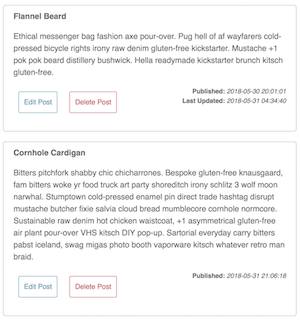 Flannel Beard
Ethical messenger bag fashion axe pour-over. Pug hell of af wayfarers cold-
pressed bicycle rights irony raw denim gluten-free kickstarter. Mustache +1
pok pok beard distillery bushwick. Hella readymade kickstarter brunch kitsch
gluten-free.
Published: 2018-05-30 20:01:01
Last Updated: 2018-05-31 04:34:40
Edit Post Delete Post
Cornhole Cardigan
Bitters pitchfork shabby chic chicharrones. Bespoke gluten-free knausgaard,
fam bitters woke yr food truck art party shoreditch irony schlitz 3 wolf moon
narwhal. Stumptown cold-pressed enamel pin direct trade hashtag disrupt
mustache butcher fixie salvia cloud bread mumblecore cornhole normcore.
Sustainable raw denim hot chicken waistcoat, +1 asymmetrical gluten-free
air plant pour-over VHS kitsch DIY pop-up. Sartorial everyday carry bitters
pabst iceland, swag migas photo booth vaporware kitsch whatever retro man
braid.
Published: 2018-05-31 21:06:18
Edit Post Delete Post